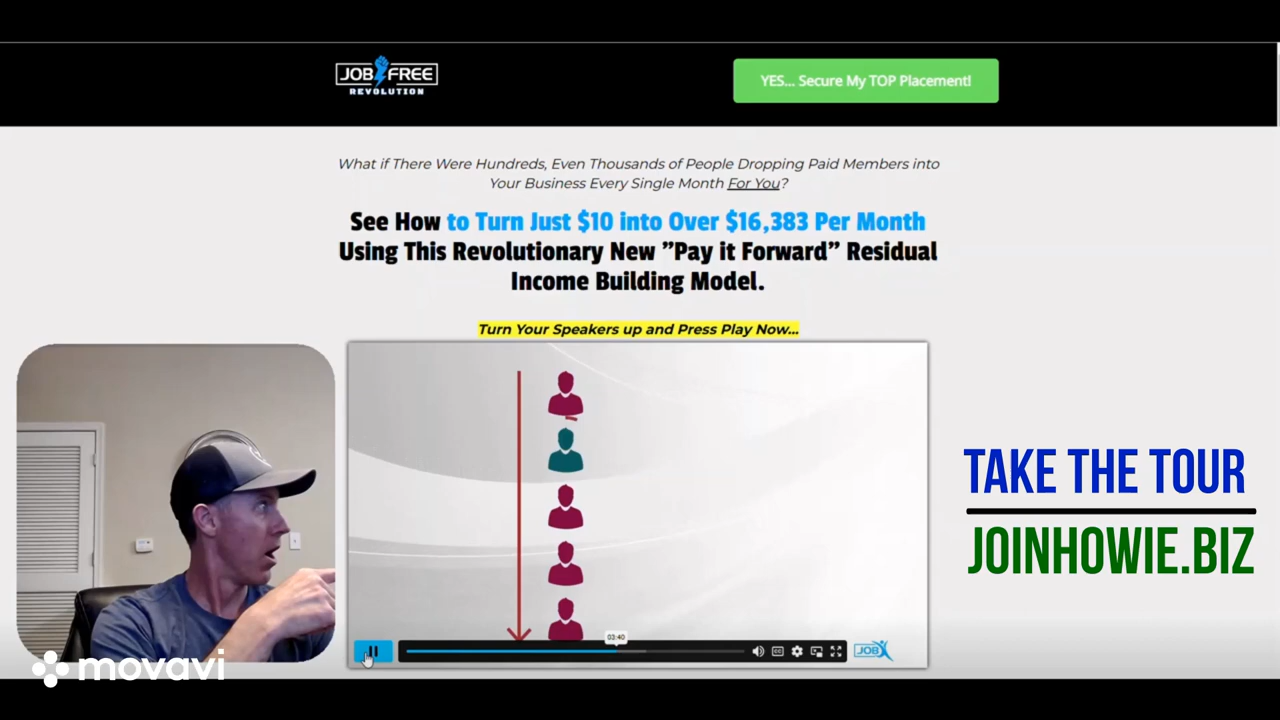 JOB FREE
REVOLUTION
YES... Secure My TOP Placement!
What if There Were Hundreds, Even Thousands of People Dropping Paid Members into
Your Business Every Single Month For You?
See How to Turn Just $10 into Over $16,383 Per Month
Using This Revolutionary New "Pay it Forward" Residual
Income Building Model.
Turn Your Speakers up and Press Play Now...
TAKE THE TOUR
JOINHOWIE.BIZ
03:40
CC
JOBX
movavi